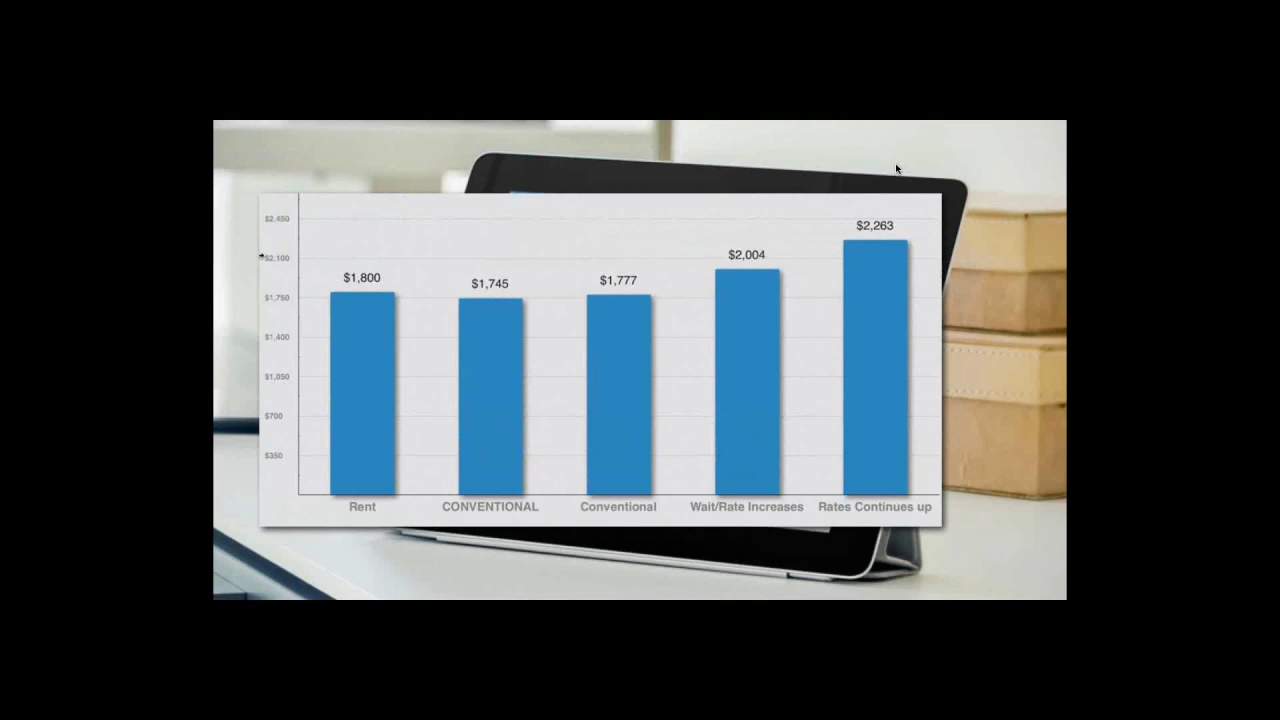 $2,450
$2,100
$1,750
$1,400
$1,050
$700
$350
$1,800
$1,745
$1,777
$2,004
$2,263
Rent
CONVENTIONAL
Conventional
Wait/Rate Increases
Rates Continues up